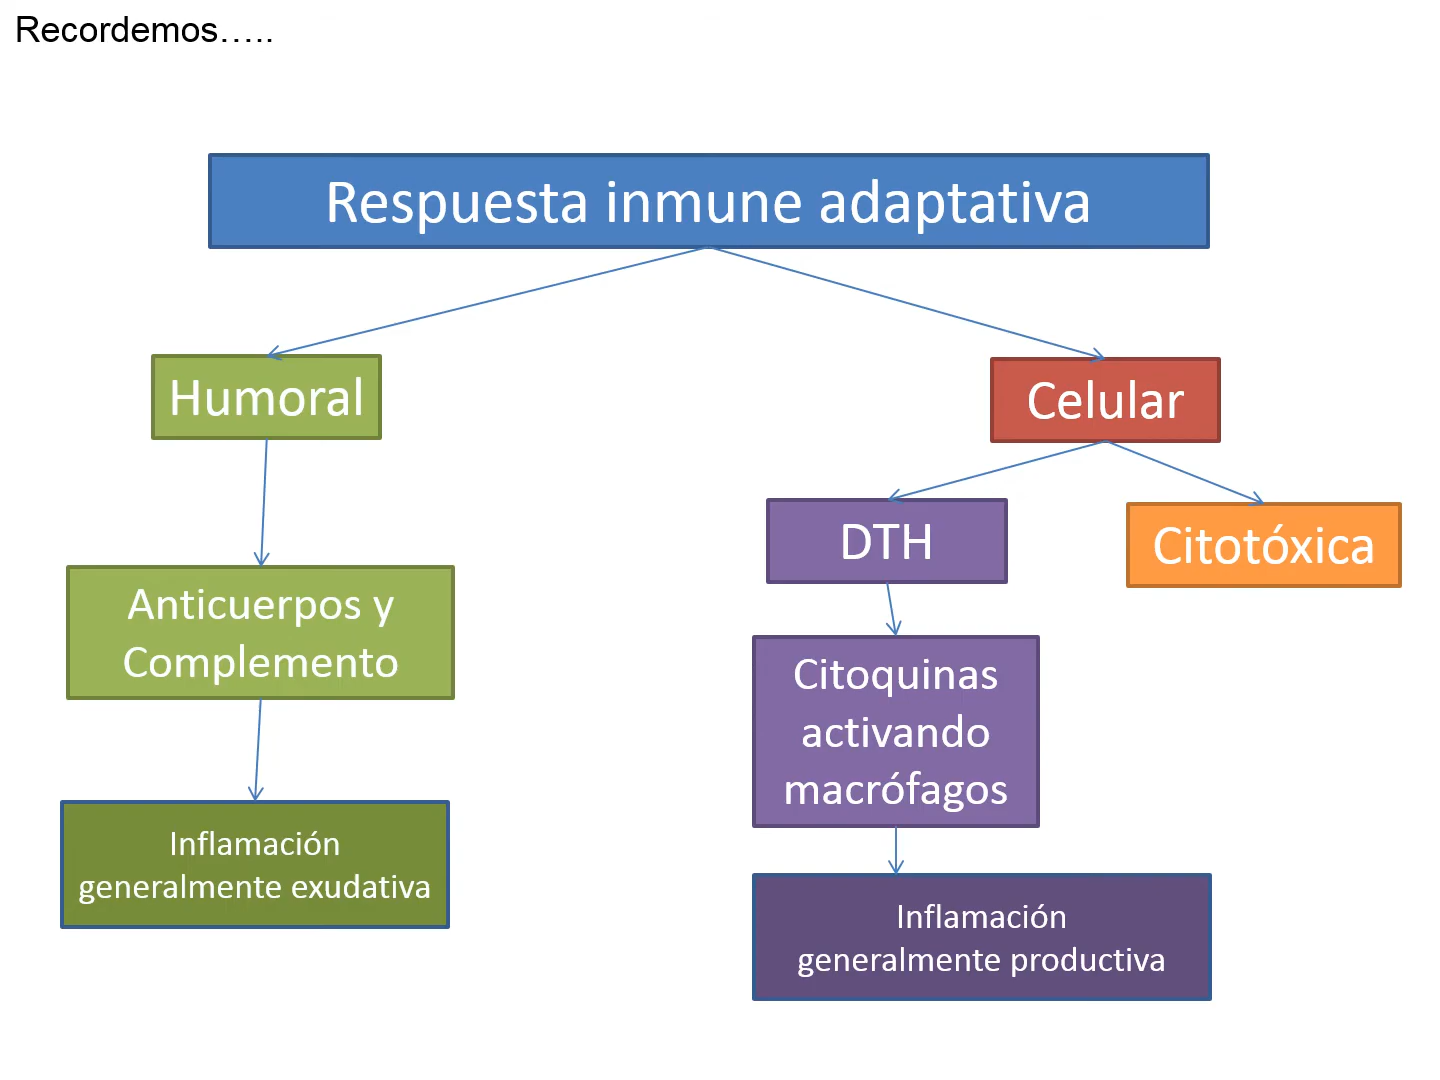 Recordemos…..
Respuesta inmune adaptativa
Humoral
Celular
DTH
Citotóxica
Anticuerpos y
Complemento
Citoquinas
activando
macrófagos
Inflamación
generalmente exudativa
Inflamación
generalmente productiva